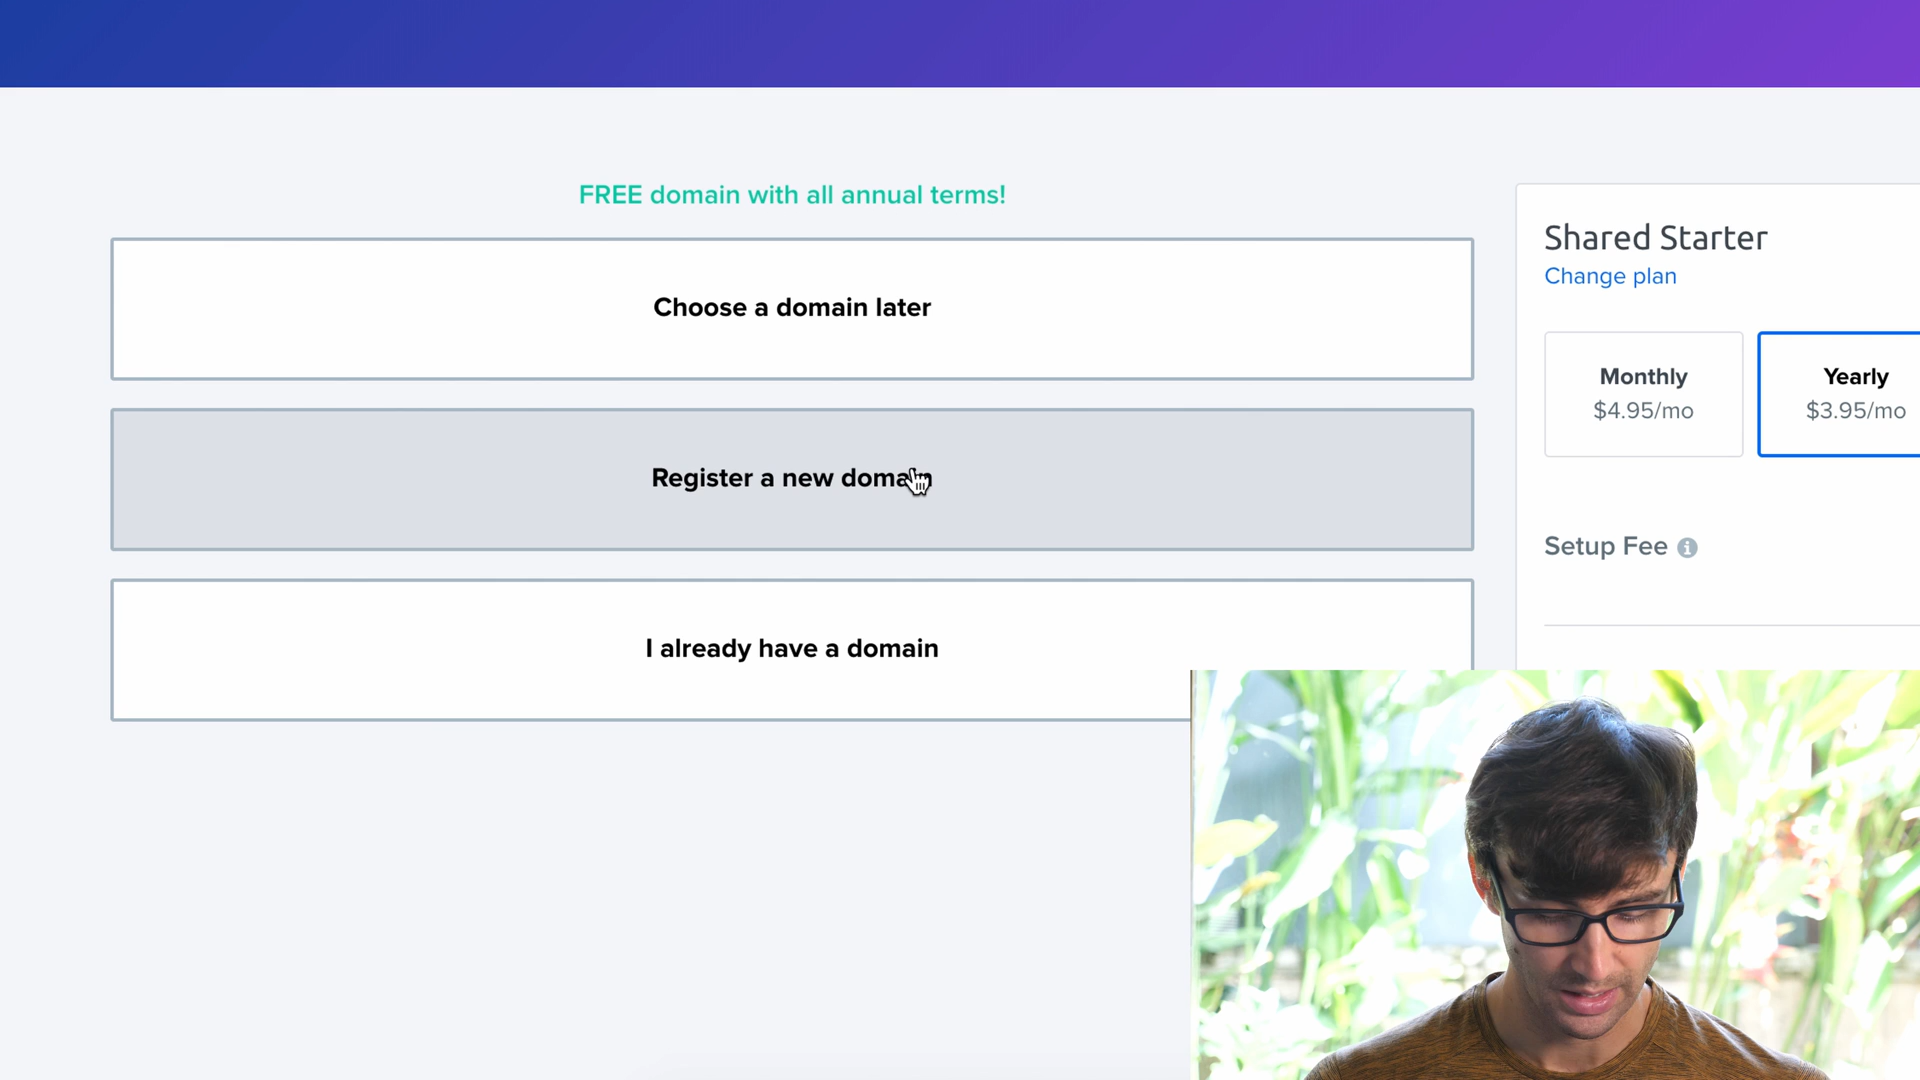 FREE domain with all annual terms!
Choose a domain later
Register a new domain
I already have a domain
Shared Starter
Change plan
Monthly
$4.95/mo
Yearly
$3.95/mo
Setup Fee